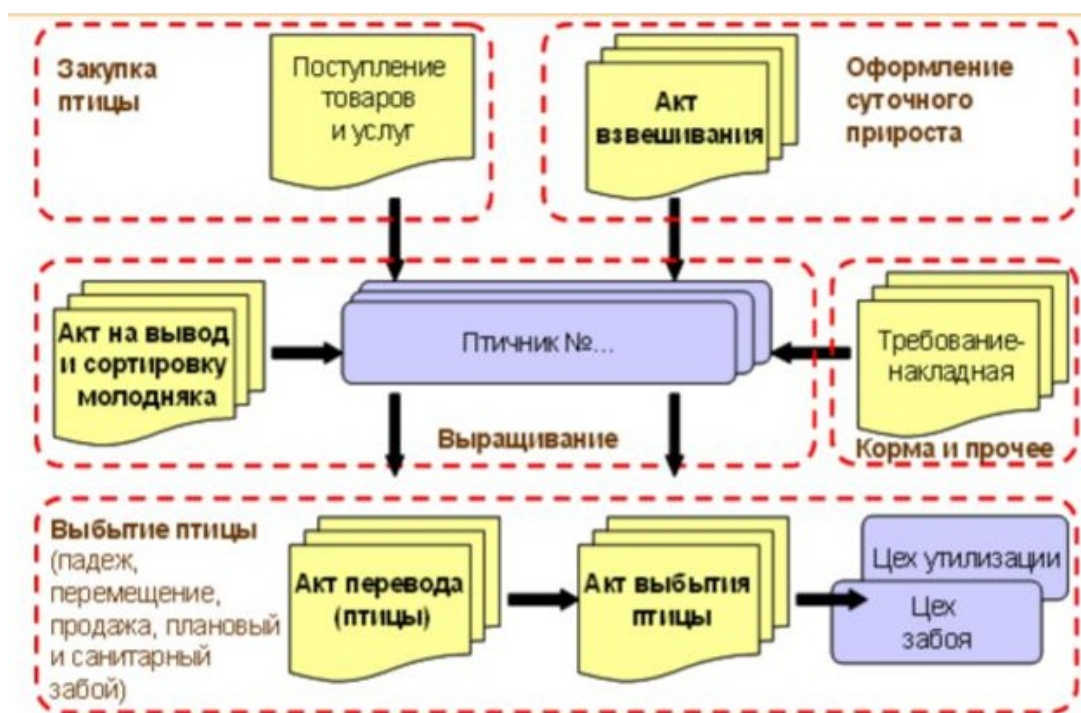 Закупка
птицы
Поступление
товаров
и услуг
Акт
взвешивания
Оформление
суточного
прироста
Акт на вывод
и сортировку
молодняка
Птичник №...
Требование-
накладная
Выращивание
Корма и прочее
Выбытие птицы
(падеж,
перемещение,
продажа, плановый
и санитарный
забой)
Акт перевода
(птицы)
Акт выбытия
птицы
Цех утилизации
Цех
забоя